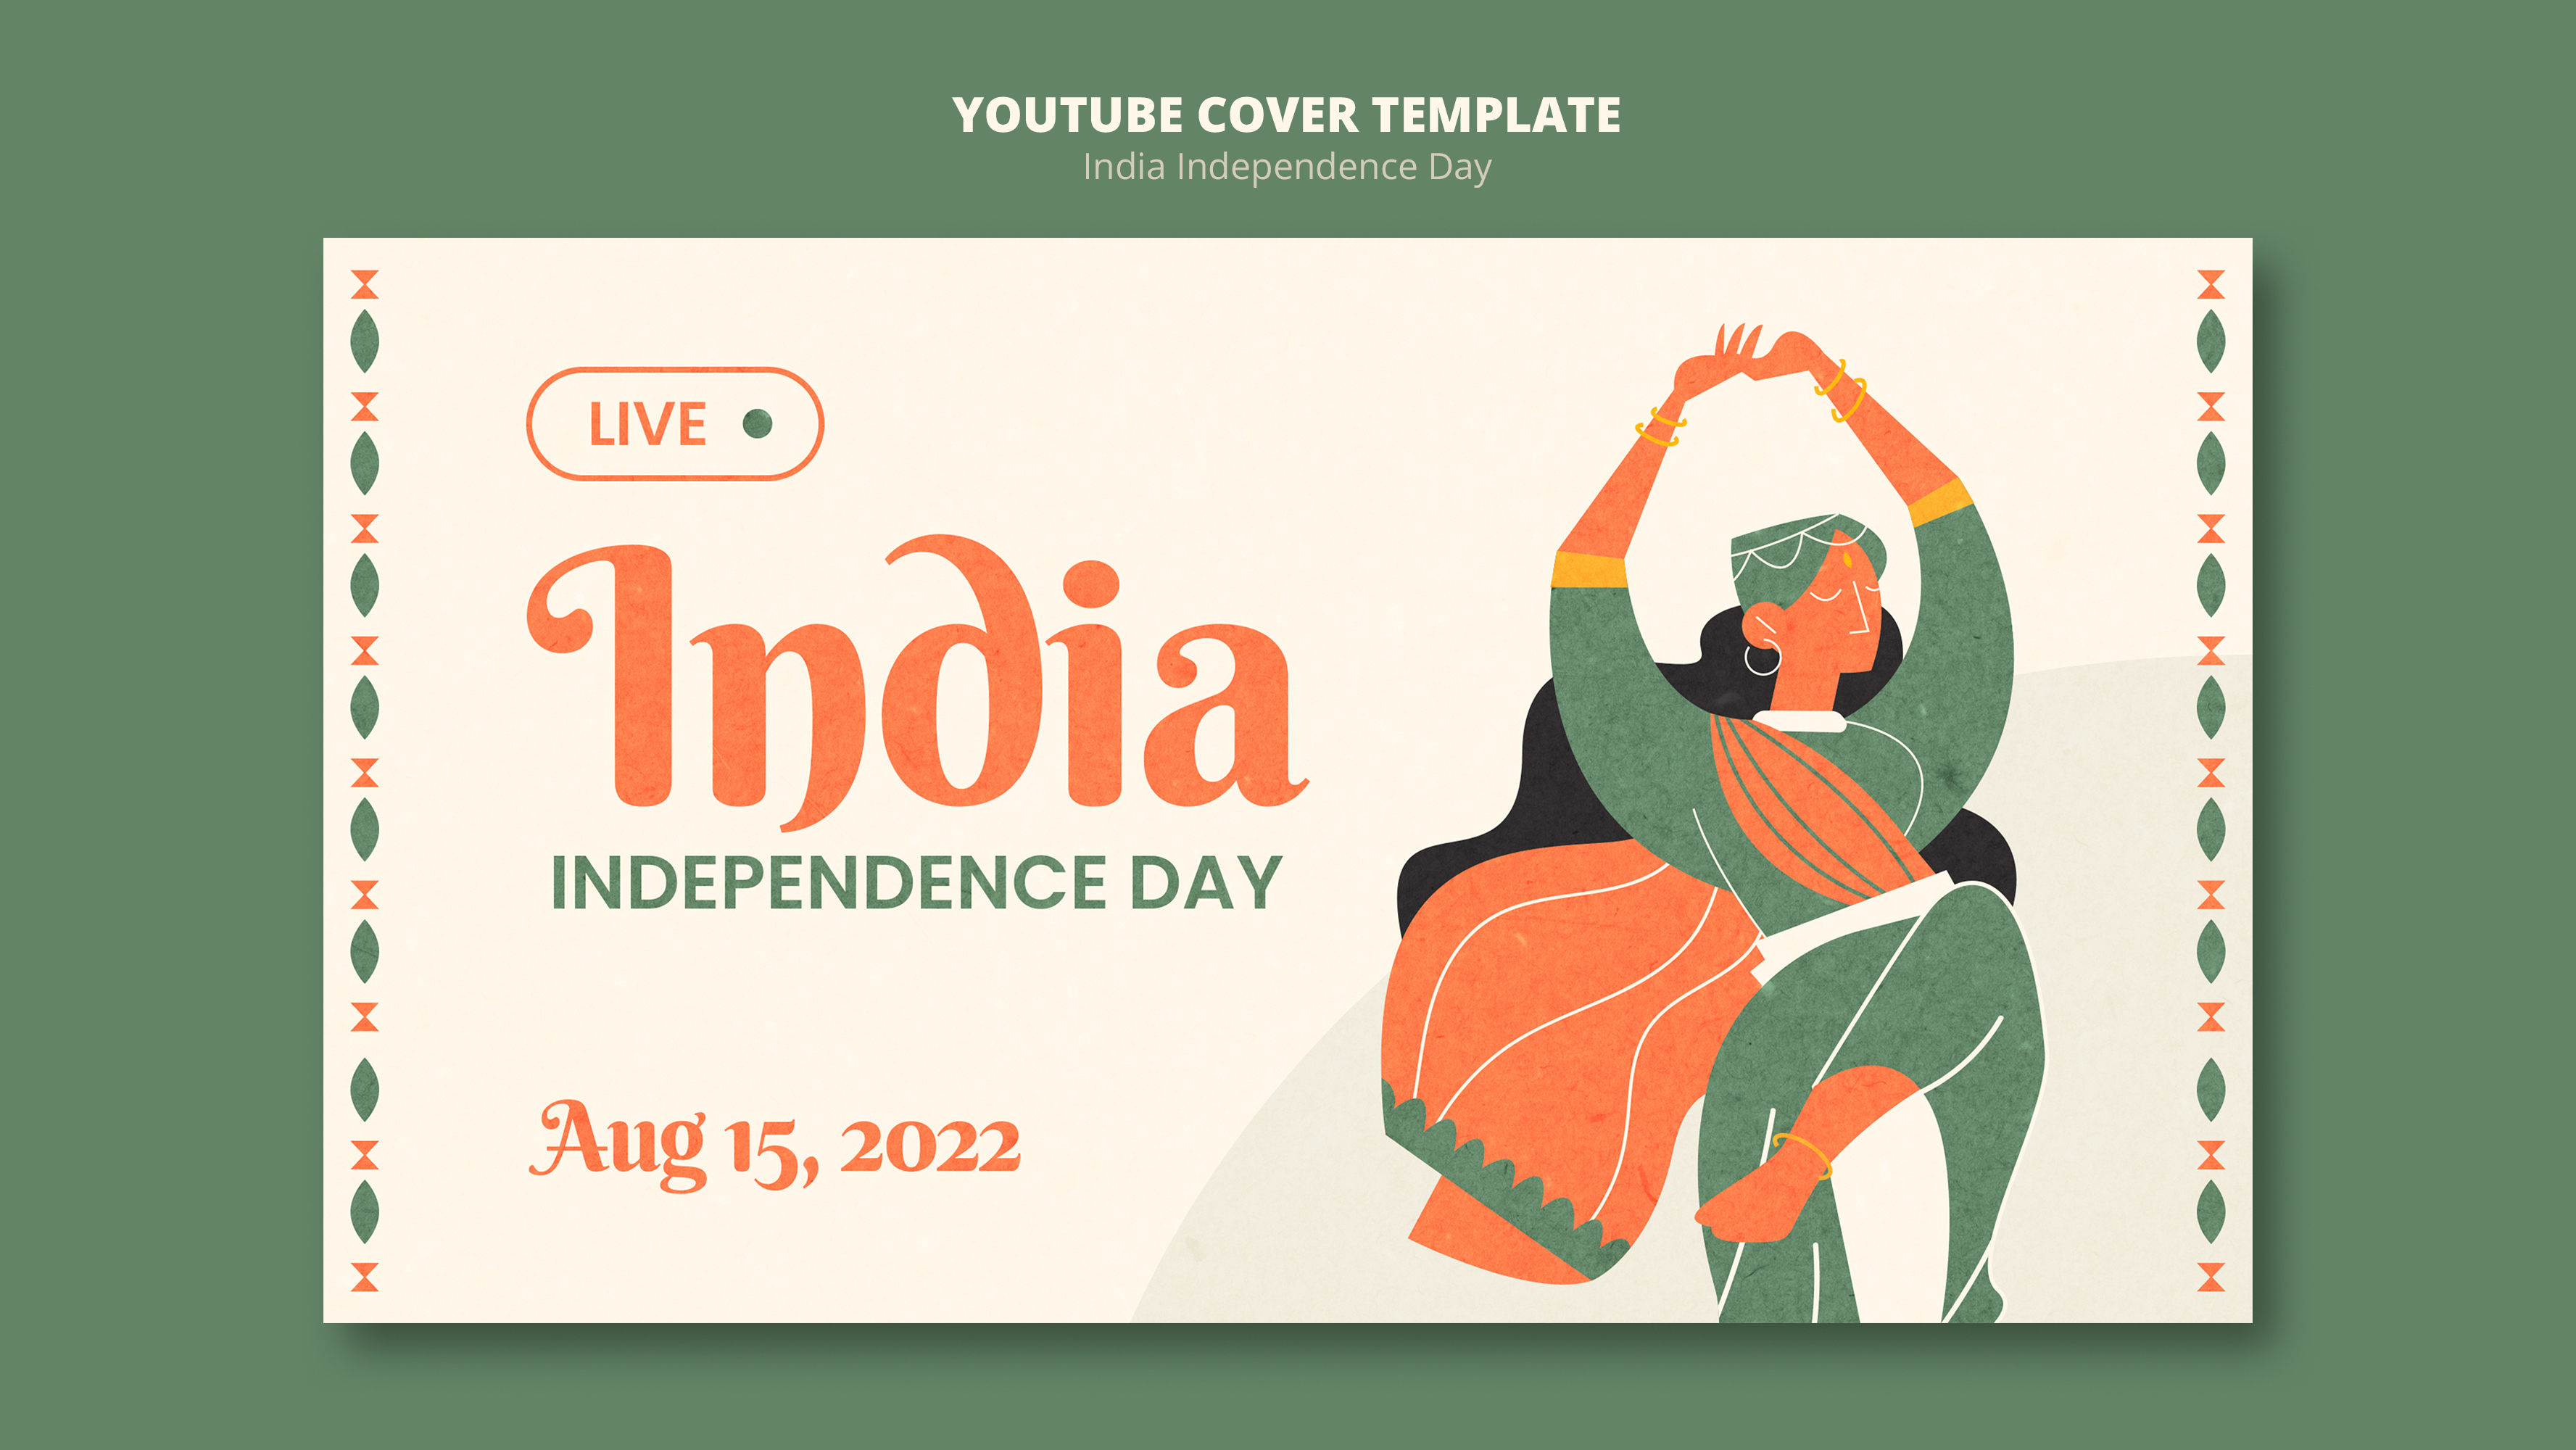 YOUTUBE COVER TEMPLATE
India Independence Day
LIVE
India
INDEPENDENCE DAY
Aug 15, 2022